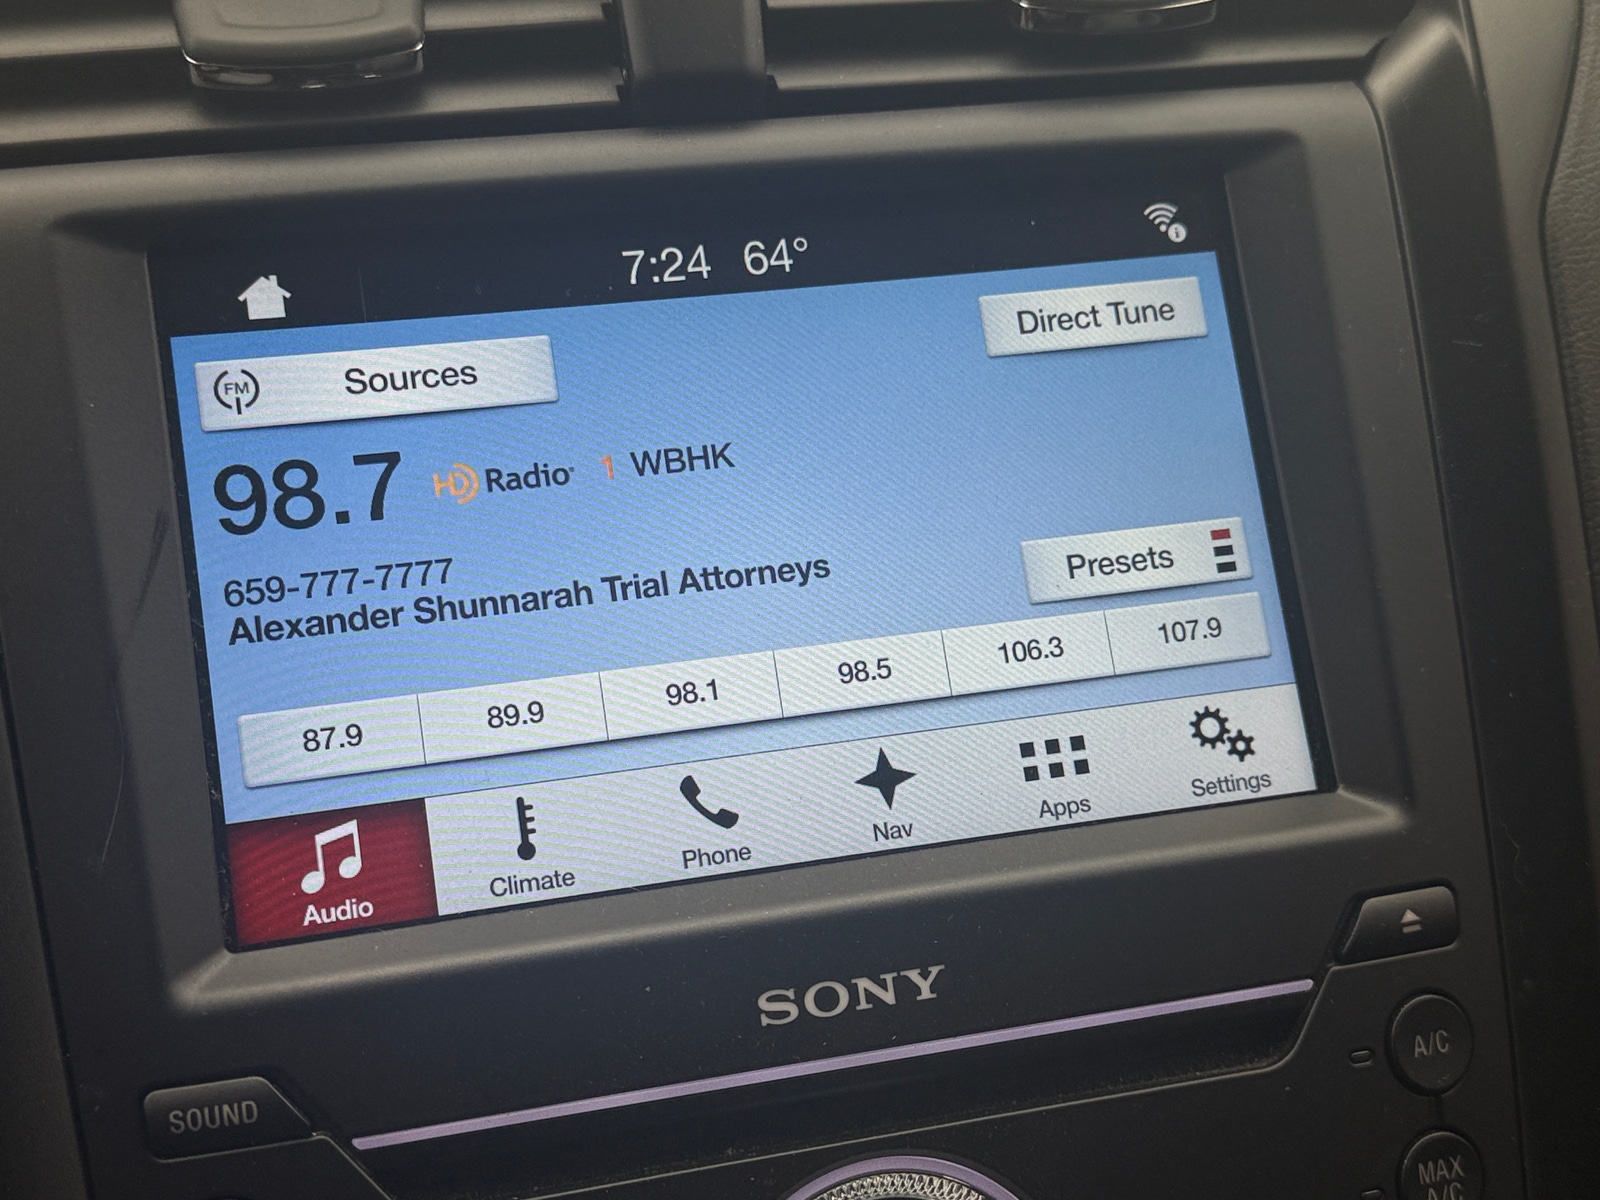 7:24 64°
Direct Tune
FM Sources
98.7 HD Radio 1 WBHK
659-777-7777
Alexander Shunnarah Trial Attorneys
Presets
87.9 89.9 98.1 98.5 106.3 107.9
Audio Climate Phone Nav Apps Settings
SONY
SOUND
A/C
MAX
A/C